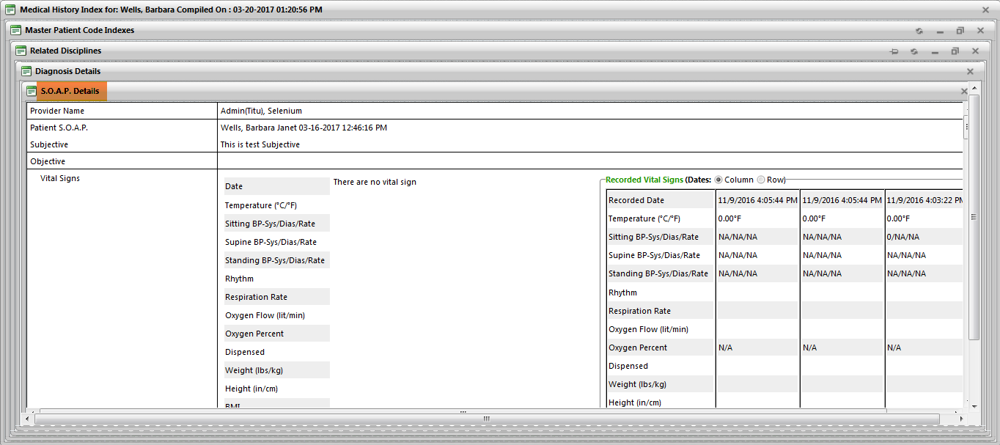 Medical History Index for: Wells, Barbara Compiled On : 03-20-2017 01:20:56 PM
Master Patient Code Indexes
Related Disciplines
Diagnosis Details
S.O.A.P. Details
Provider Name Admin(Titu), Selenium
Patient S.O.A.P. Wells, Barbara Janet 03-16-2017 12:46:16 PM
Subjective This is test Subjective
Objective
Vital Signs
Date There are no vital sign
Temperature (°C/°F)
Sitting BP-Sys/Dias/Rate
Supine BP-Sys/Dias/Rate
Standing BP-Sys/Dias/Rate
Rhythm
Respiration Rate
Oxygen Flow (lit/min)
Oxygen Percent
Dispensed
Weight (lbs/kg)
Height (in/cm)
BMI
Recorded Vital Signs (Dates: Column Row)
Recorded Date 11/9/2016 4:05:44 PM 11/9/2016 4:05:44 PM 11/9/2016 4:03:22 PM
Temperature (°C/°F) 0.00°F 0.00°F 0.00°F
Sitting BP-Sys/Dias/Rate NA/NA/NA NA/NA/NA 0/NA/NA
Supine BP-Sys/Dias/Rate NA/NA/NA NA/NA/NA NA/NA/NA
Standing BP-Sys/Dias/Rate NA/NA/NA NA/NA/NA NA/NA/NA
Rhythm
Respiration Rate
Oxygen Flow (lit/min)
Oxygen Percent N/A N/A N/A
Dispensed
Weight (lbs/kg)
Height (in/cm)